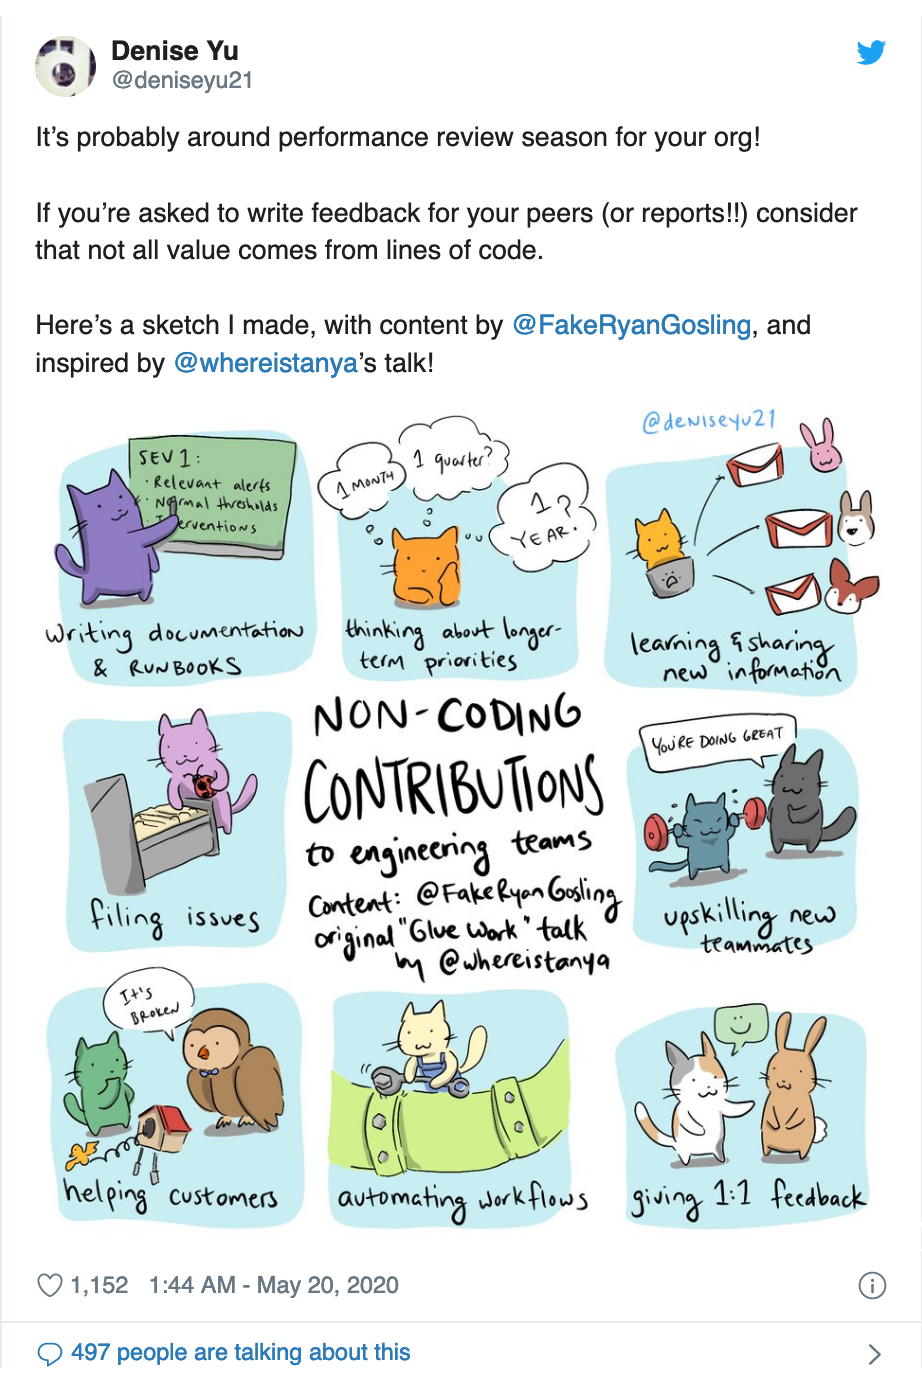 Denise Yu
@deniseyu21
It's probably around performance review season for your org!
If you're asked to write feedback for your peers (or reports!!) consider
that not all value comes from lines of code.
Here's a sketch I made, with content by @FakeRyanGosling, and
inspired by @whereistanya's talk!
@deniseyu21
SEV 1:
· Relevant alerts
· Normal thresholds
erventions
writing documentation
& RUNBOOKS
1 MONTH
1 quarter?
1 ?
YEAR.
thinking about longer-
term priorities
learning & sharing
new information
filing issues
NON-CODING
CONTRIBUTIONS
to engineering teams
Content: @FakeRyanGosling
original "Glue Work" talk
by @whereistanya
YOU'RE DOING GREAT
upskilling new
teammates
It's
BROKEN
helping customers
automating workflows
giving 1:1 feedback
1,152 1:44 AM - May 20, 2020
497 people are talking about this